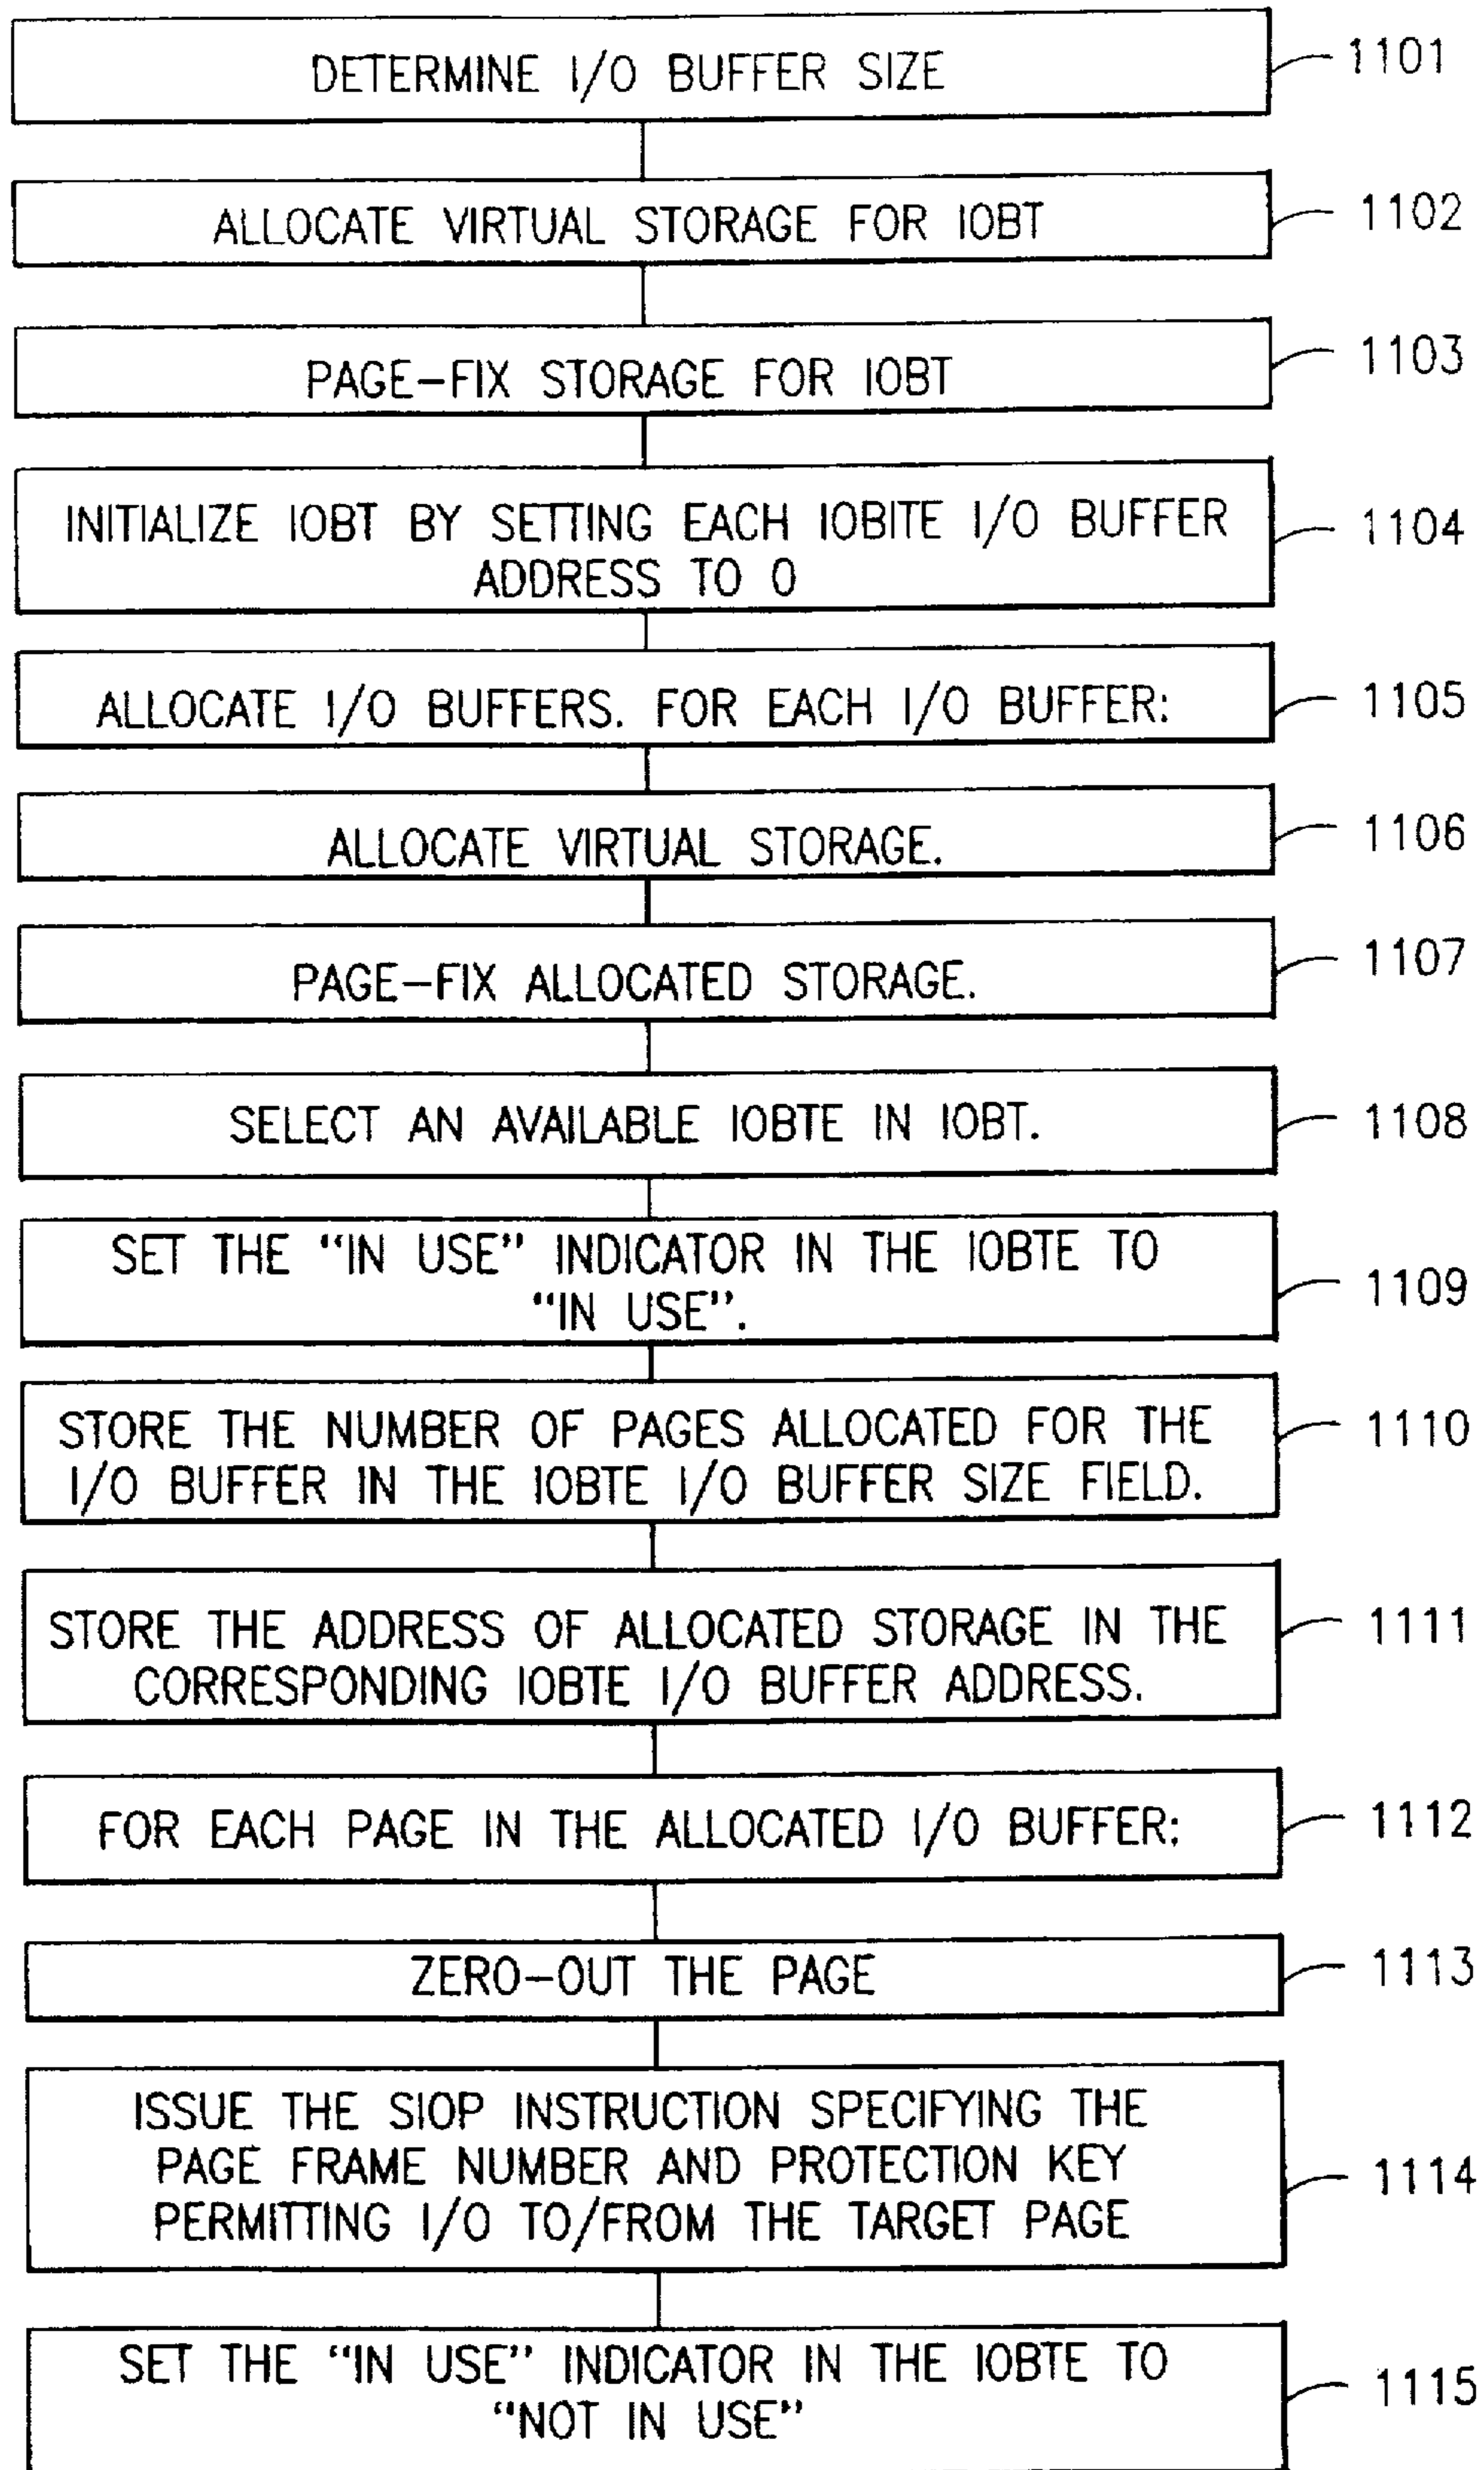 DETERMINE I/O BUFFER SIZE
1101
ALLOCATE VIRTUAL STORAGE FOR IOBT
1102
PAGE-FIX STORAGE FOR IOBT
1103
INITIALIZE IOBT BY SETTING EACH IOBITE I/O BUFFER
ADDRESS TO 0
1104
ALLOCATE I/O BUFFERS. FOR EACH I/O BUFFER:
1105
ALLOCATE VIRTUAL STORAGE.
1106
PAGE-FIX ALLOCATED STORAGE.
1107
SELECT AN AVAILABLE IOBTE IN IOBT.
1108
SET THE "IN USE" INDICATOR IN THE IOBTE TO
"IN USE".
1109
STORE THE NUMBER OF PAGES ALLOCATED FOR THE
I/O BUFFER IN THE IOBTE I/O BUFFER SIZE FIELD.
1110
STORE THE ADDRESS OF ALLOCATED STORAGE IN THE
CORRESPONDING IOBTE I/O BUFFER ADDRESS.
1111
FOR EACH PAGE IN THE ALLOCATED I/O BUFFER:
1112
ZERO-OUT THE PAGE
1113
ISSUE THE SIOP INSTRUCTION SPECIFYING THE
PAGE FRAME NUMBER AND PROTECTION KEY
PERMITTING I/O TO/FROM THE TARGET PAGE
1114
SET THE "IN USE" INDICATOR IN THE IOBTE TO
"NOT IN USE"
1115